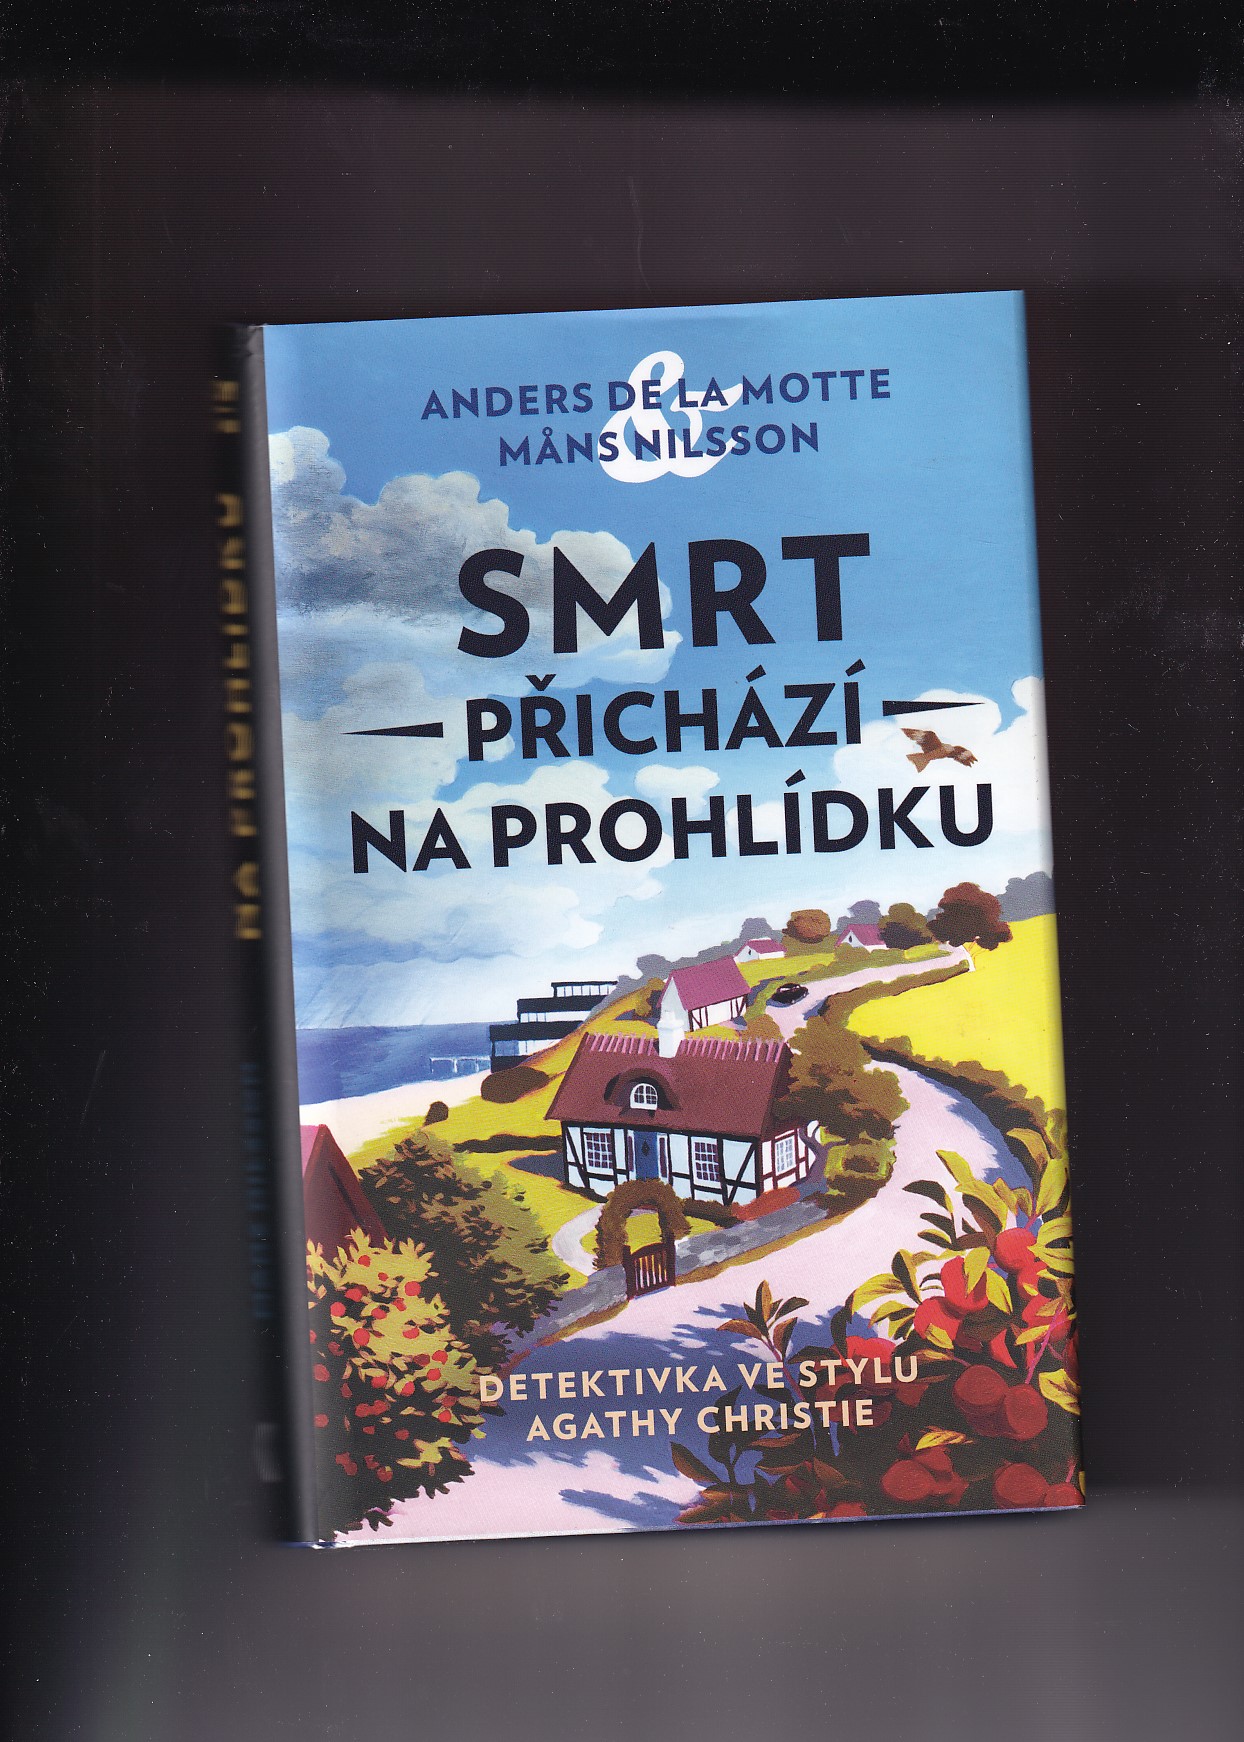 ANDERS DE LA MOTTE
&
MÅNS NILSSON
SMRT
PŘICHÁZÍ
NA PROHLÍDKU
DETEKTIVKA VE STYLU
AGATHY CHRISTIE